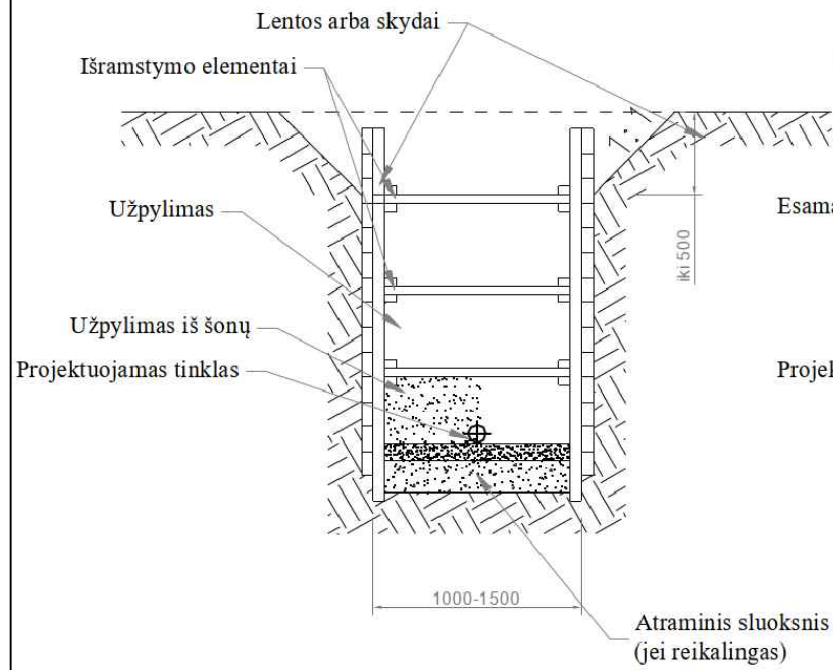 Lentos arba skydai
Išramstymo elementai
Užpylimas
Užpylimas iš šonų
Projektuojamas tinklas
iki 500
1000-1500
Atraminis sluoksnis
(jei reikalingas)